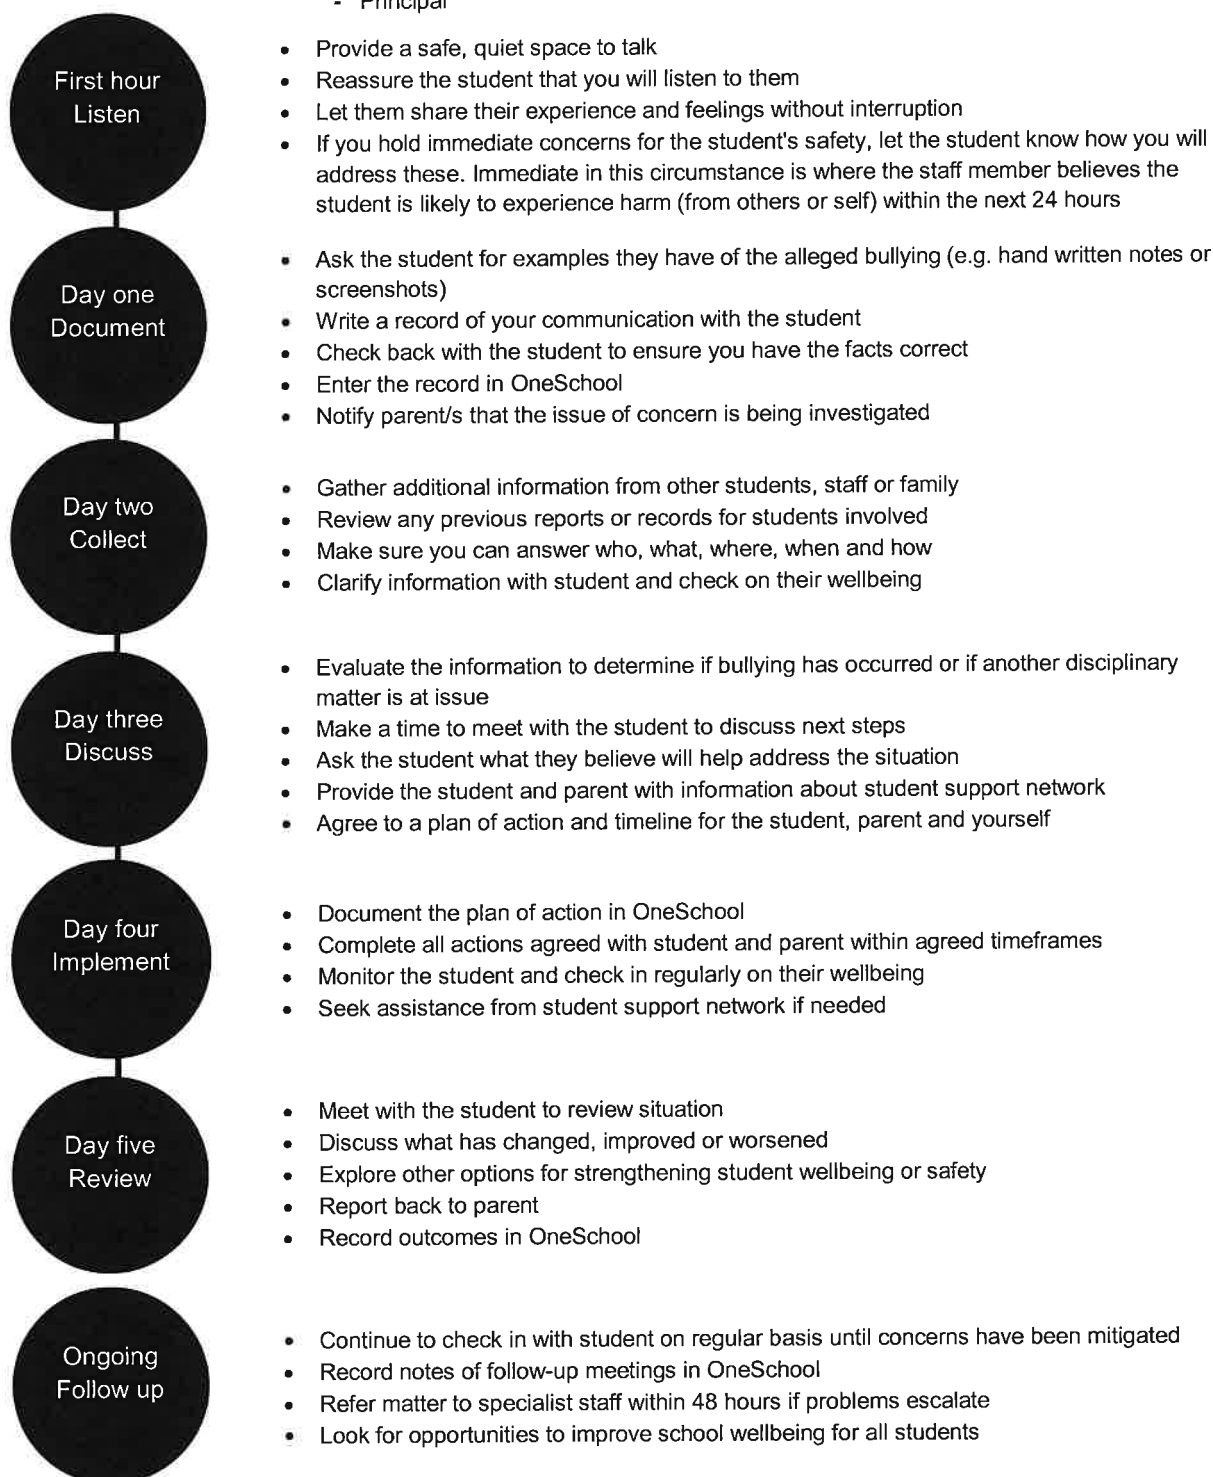 - Principal
First hour
Listen
• Provide a safe, quiet space to talk
• Reassure the student that you will listen to them
• Let them share their experience and feelings without interruption
• If you hold immediate concerns for the student's safety, let the student know how you will
address these. Immediate in this circumstance is where the staff member believes the
student is likely to experience harm (from others or self) within the next 24 hours
Day one
Document
• Ask the student for examples they have of the alleged bullying (e.g. hand written notes or
screenshots)
• Write a record of your communication with the student
• Check back with the student to ensure you have the facts correct
• Enter the record in OneSchool
• Notify parent/s that the issue of concern is being investigated
Day two
Collect
• Gather additional information from other students, staff or family
• Review any previous reports or records for students involved
• Make sure you can answer who, what, where, when and how
• Clarify information with student and check on their wellbeing
Day three
Discuss
• Evaluate the information to determine if bullying has occurred or if another disciplinary
matter is at issue
• Make a time to meet with the student to discuss next steps
• Ask the student what they believe will help address the situation
• Provide the student and parent with information about student support network
• Agree to a plan of action and timeline for the student, parent and yourself
Day four
Implement
• Document the plan of action in OneSchool
• Complete all actions agreed with student and parent within agreed timeframes
• Monitor the student and check in regularly on their wellbeing
• Seek assistance from student support network if needed
Day five
Review
• Meet with the student to review situation
• Discuss what has changed, improved or worsened
• Explore other options for strengthening student wellbeing or safety
• Report back to parent
• Record outcomes in OneSchool
Ongoing
Follow up
• Continue to check in with student on regular basis until concerns have been mitigated
• Record notes of follow-up meetings in OneSchool
• Refer matter to specialist staff within 48 hours if problems escalate
• Look for opportunities to improve school wellbeing for all students